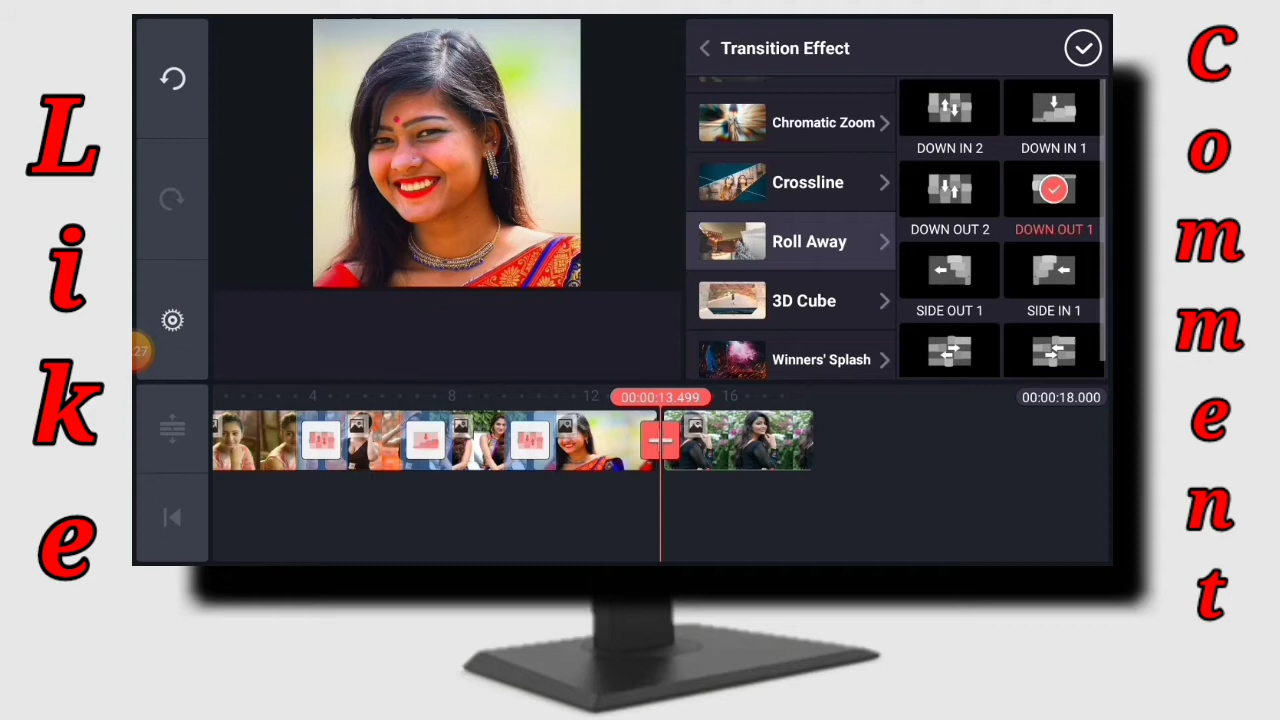 Like
Comment
Transition Effect
Chromatic Zoom
Crossline
Roll Away
3D Cube
Winners' Splash
DOWN IN 2
DOWN IN 1
DOWN OUT 2
DOWN OUT 1
SIDE OUT 1
SIDE IN 1
27
4
8
12
00:00:13.499
16
00:00:18.000